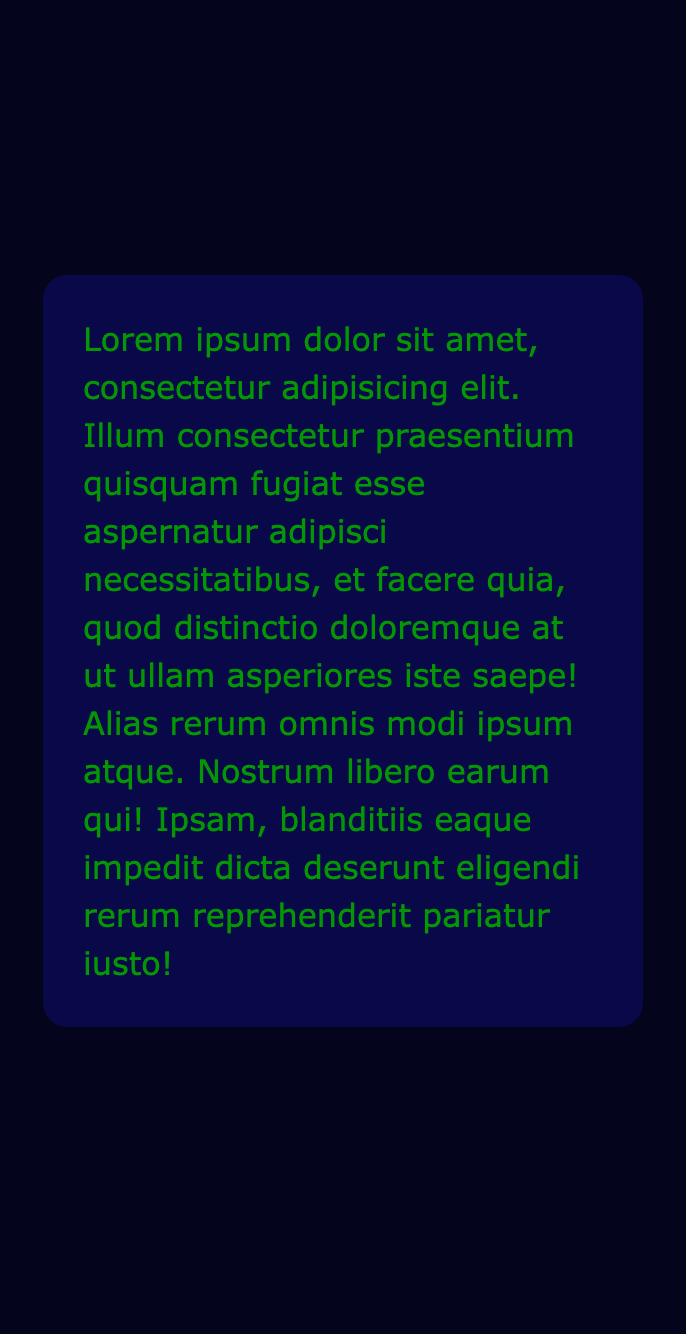 Lorem ipsum dolor sit amet,
consectetur adipisicing elit.
Illum consectetur praesentium
quisquam fugiat esse
aspernatur adipisci
necessitatibus, et facere quia,
quod distinctio doloremque at
ut ullam asperiores iste saepe!
Alias rerum omnis modi ipsum
atque. Nostrum libero earum
qui! Ipsam, blanditiis eaque
impedit dicta deserunt eligendi
rerum reprehenderit pariatur
iusto!